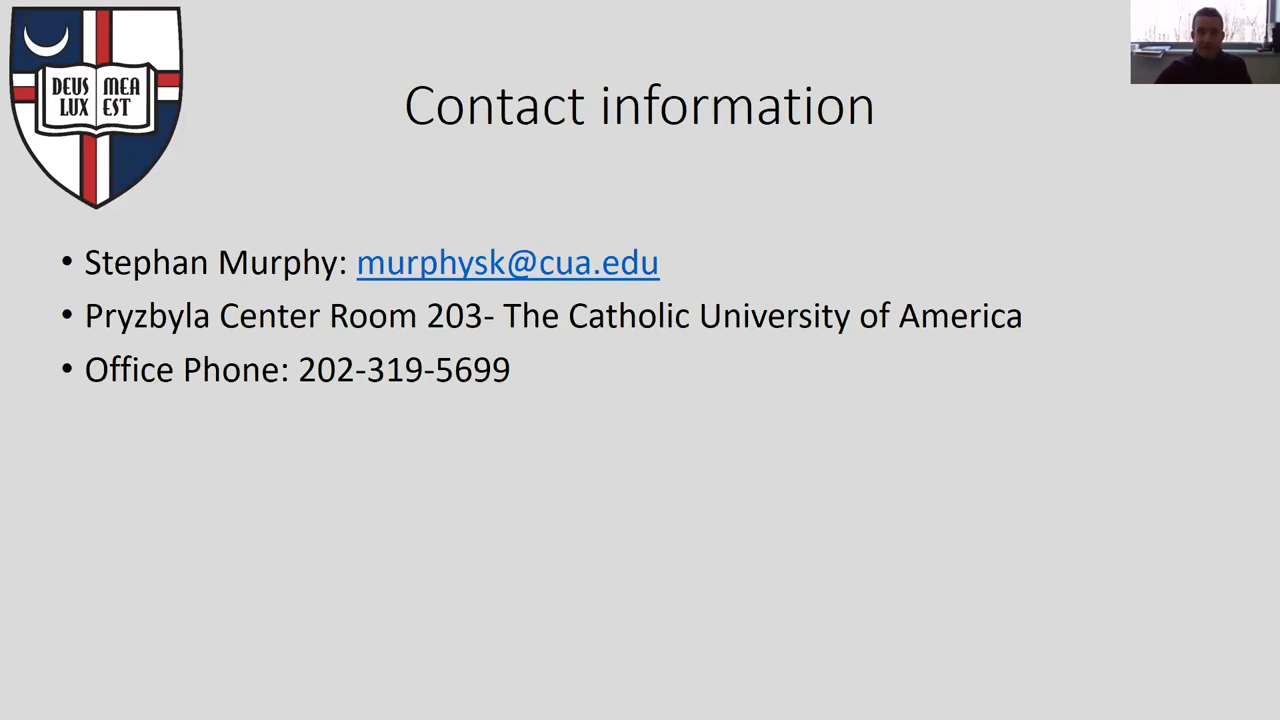 DEUS MEA
LUX EST
Contact information
• Stephan Murphy: murphysk@cua.edu
• Pryzbyla Center Room 203- The Catholic University of America
• Office Phone: 202-319-5699